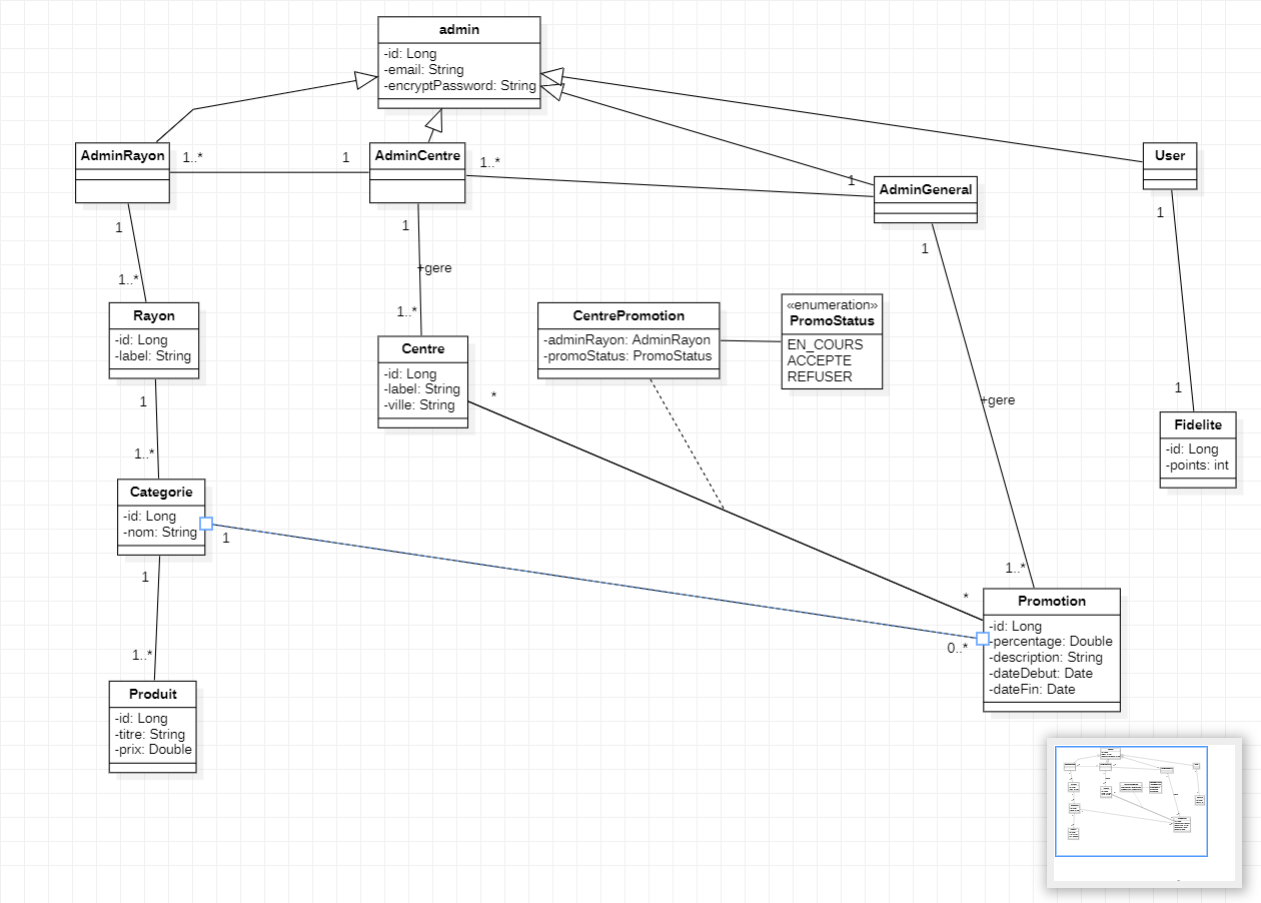 admin
-id: Long
-email: String
-encryptPassword: String
AdminRayon
1..*
1
AdminCentre
1..*
1
AdminGeneral
User
1
1
1
1
+gere
1..*
1..*
Rayon
-id: Long
-label: String
Centre
-id: Long
-label: String
-ville: String
*
CentrePromotion
-adminRayon: AdminRayon
-promoStatus: PromoStatus
«enumeration»
PromoStatus
EN_COURS
ACCEPTE
REFUSER
+gere
1
Fidelite
-id: Long
-points: int
1
1..*
Categorie
-id: Long
-nom: String
1
1
1..*
Produit
-id: Long
-titre: String
-prix: Double
1..*
*
0..*
Promotion
-id: Long
-percentage: Double
-description: String
-dateDebut: Date
-dateFin: Date